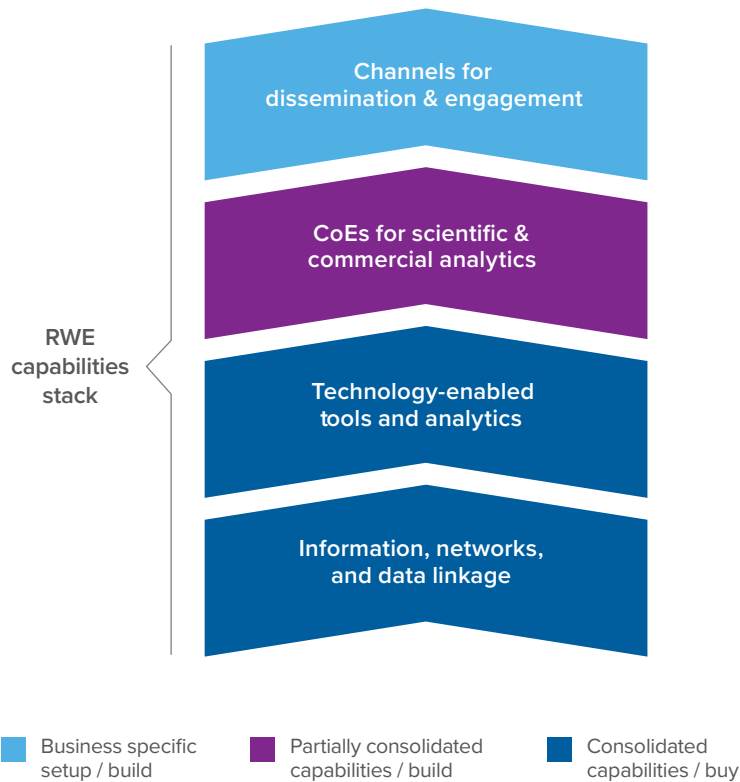 Channels for
dissemination & engagement
CoEs for scientific &
commercial analytics
RWE
capabilities
stack
Technology-enabled
tools and analytics
Information, networks,
and data linkage
Business specific
setup / build
Partially consolidated
capabilities / build
Consolidated
capabilities / buy